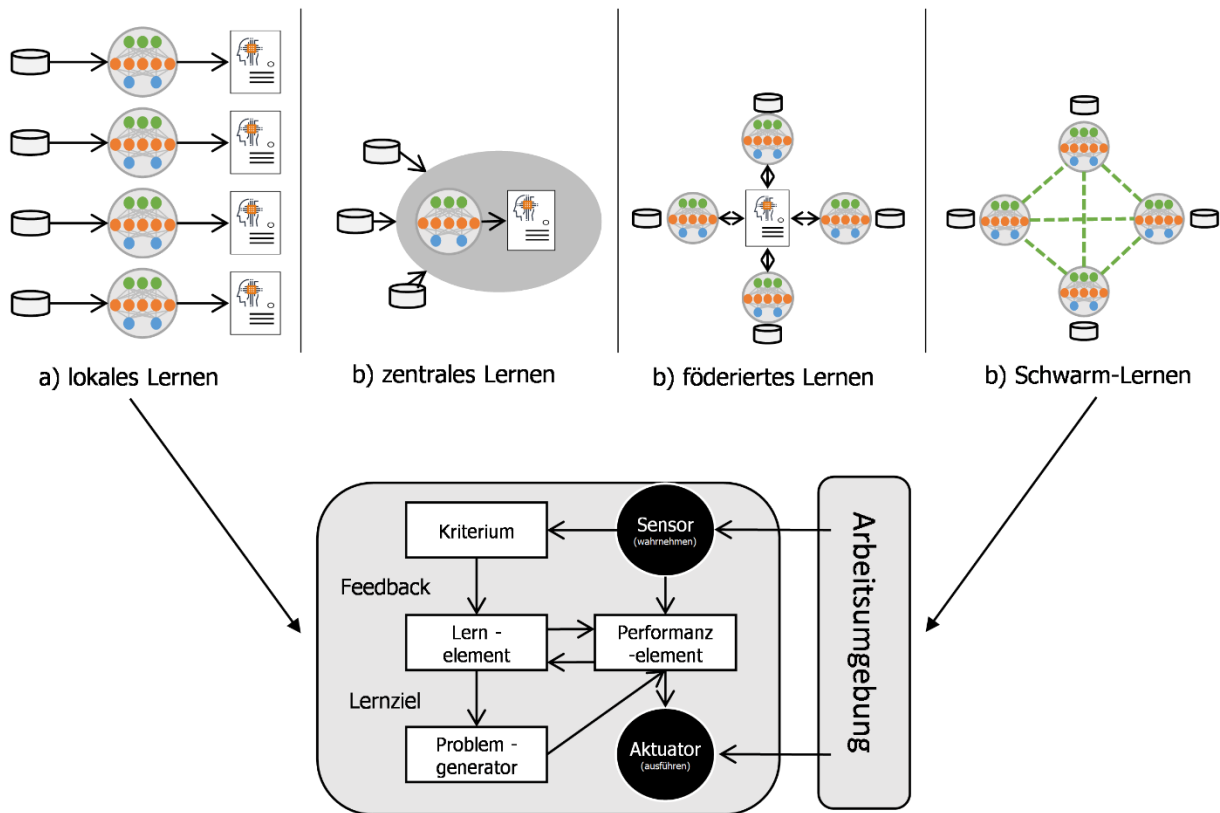 a) lokales Lernen
b) zentrales Lernen
b) föderiertes Lernen
b) Schwarm-Lernen
Kriterium
Sensor
(wahrnehmen)
Feedback
Lern -
element
Performanz
-element
Lernziel
Problem -
generator
Aktuator
(ausführen)
Arbeitsumgebung